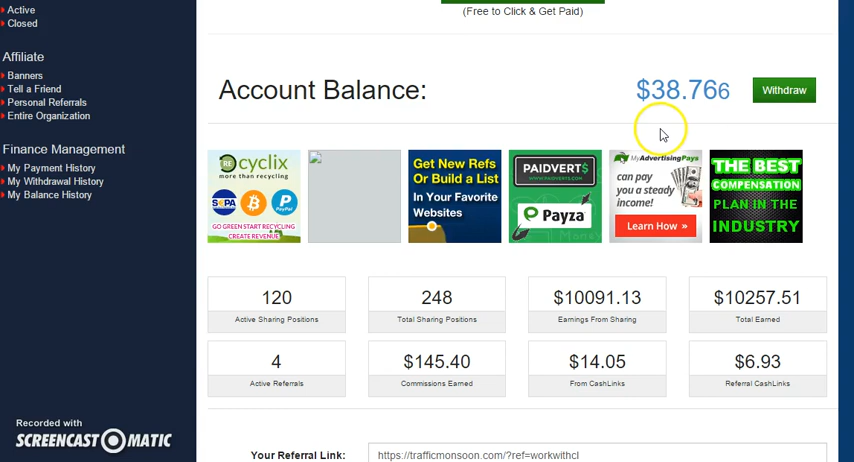 (Free to Click & Get Paid)
Active
Closed
Affiliate
Banners
Tell a Friend
Personal Referrals
Entire Organization
Finance Management
My Payment History
My Withdrawal History
My Balance History
Account Balance:
$38.766
Withdraw
RE cyclix
more than recycling
SEPA
PayPal
GO GREEN START RECYCLING
CREATE REVENUE
Get New Refs
Or Build a List
In Your Favorite
Websites
PAIDVERT$
WWW.PAIDVERTS.COM
Payza
MyAdvertisingPays
can pay
you a steady
income!
Learn How »
THE BEST
COMPENSATION
PLAN IN THE
INDUSTRY
120
Active Sharing Positions
248
Total Sharing Positions
$10091.13
Earnings From Sharing
$10257.51
Total Earned
4
Active Referrals
$145.40
Commissions Earned
$14.05
From CashLinks
$6.93
Referral CashLinks
Your Referral Link:
https://trafficmonsoon.com/?ref=workwithcl
Recorded with
SCREENCAST-O-MATIC